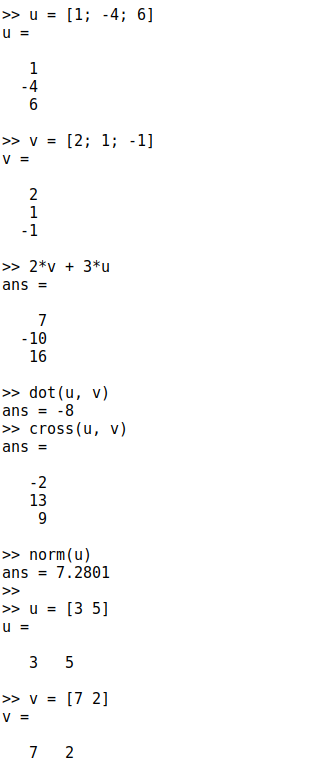 >> u = [1; -4; 6]
u =
1
-4
6
>> v = [2; 1; -1]
v =
2
1
-1
>> 2*v + 3*u
ans =
7
-10
16
>> dot(u, v)
ans = -8
>> cross(u, v)
ans =
-2
13
9
>> norm(u)
ans = 7.2801
>>
>> u = [3 5]
u =
3 5
>> v = [7 2]
v =
7 2